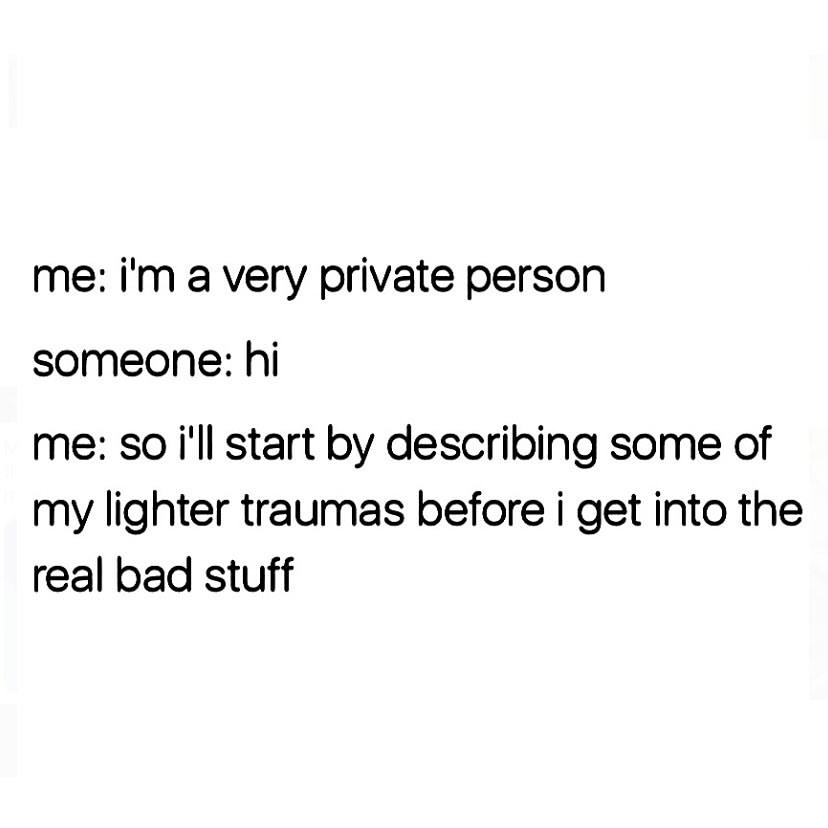 me: i'm a very private person
someone: hi
me: so i'll start by describing some of
my lighter traumas before i get into the
real bad stuff